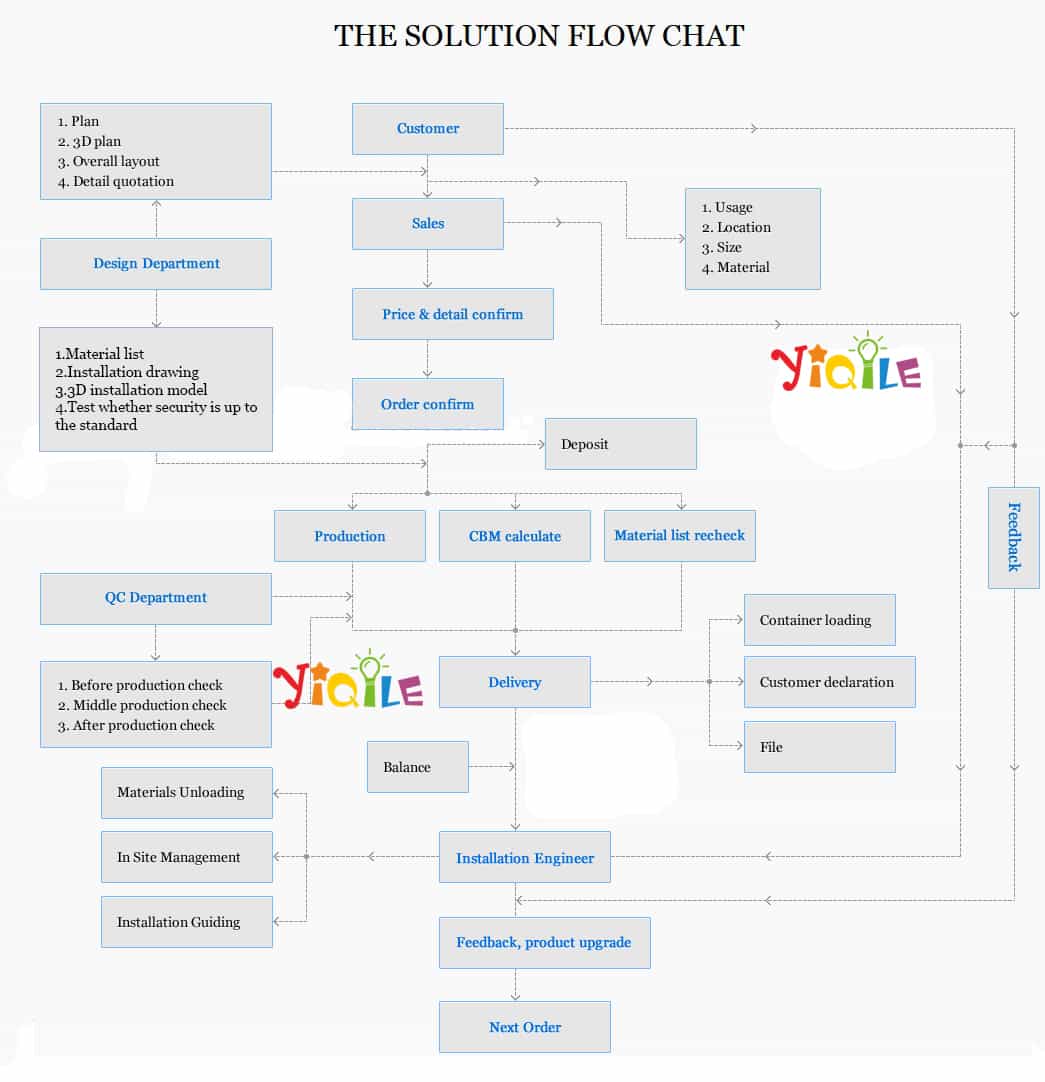 THE SOLUTION FLOW CHAT
1. Plan
2. 3D plan
3. Overall layout
4. Detail quotation
Customer
Sales
1. Usage
2. Location
3. Size
4. Material
Design Department
Price & detail confirm
1.Material list
2.Installation drawing
3.3D installation model
4.Test whether security is up to
the standard
YiQiLE
Order confirm
Deposit
Feedback
Production
CBM calculate
Material list recheck
QC Department
Container loading
1. Before production check
2. Middle production check
3. After production check
YiQiLE
Delivery
Customer declaration
File
Balance
Materials Unloading
In Site Management
Installation Engineer
Installation Guiding
Feedback, product upgrade
Next Order